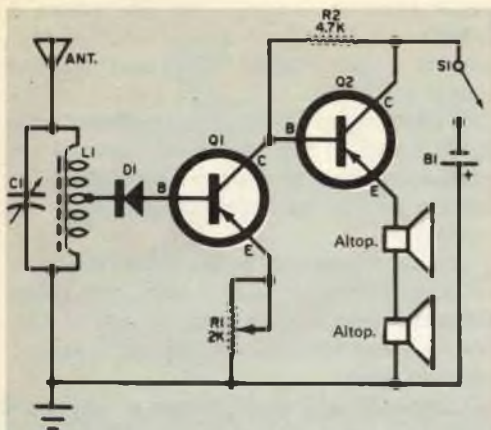 R2
4.7K
ANT.
S1
Q1
Q2
C
C
B
B1
+
L1
D1
B
E
C1
E
Altop.
R1
2K
Altop.